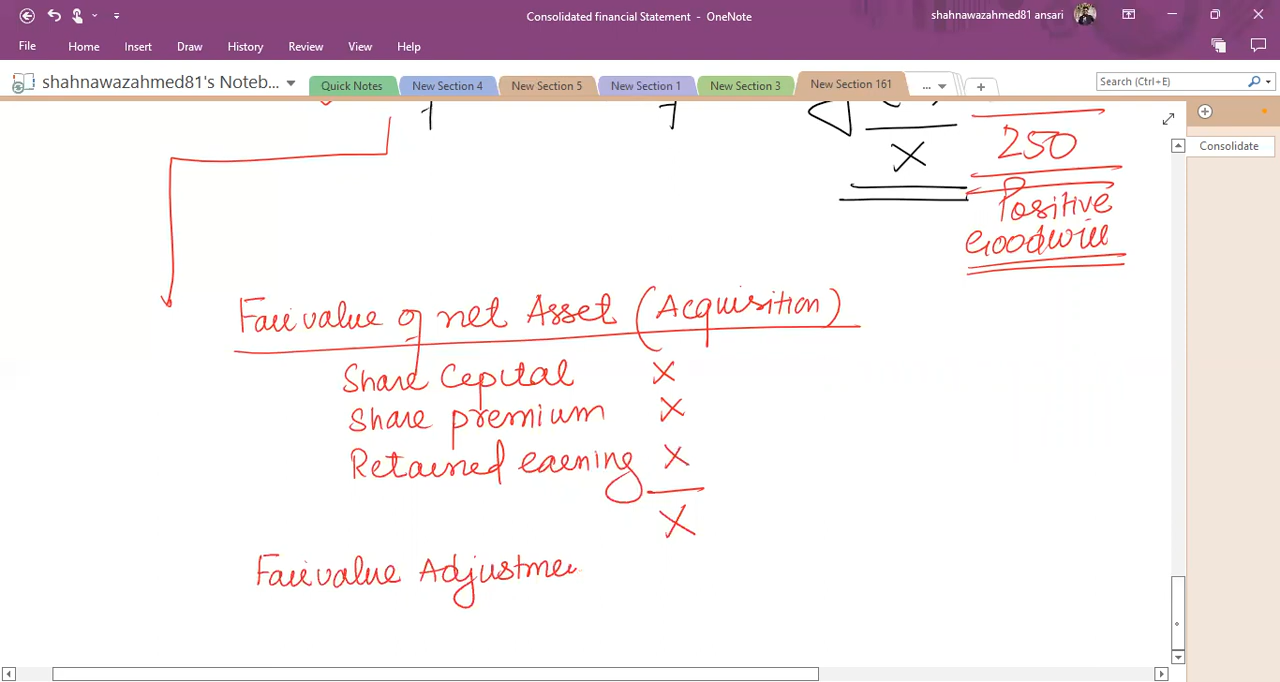 Consolidated financial Statement - OneNote
shahnawazahmed81 ansari
File Home Insert Draw History Review View Help
shahnawazahmed81's Noteb... Quick Notes New Section 4 New Section 5 New Section 1 New Section 3 New Section 161 ... + Search (Ctrl+E)
Consolidate
X 250
Positive
Goodwill
Fair value of net Asset (Acquisition)
Share Capital X
Share premium X
Retained earning X
X
Fair value Adjustme